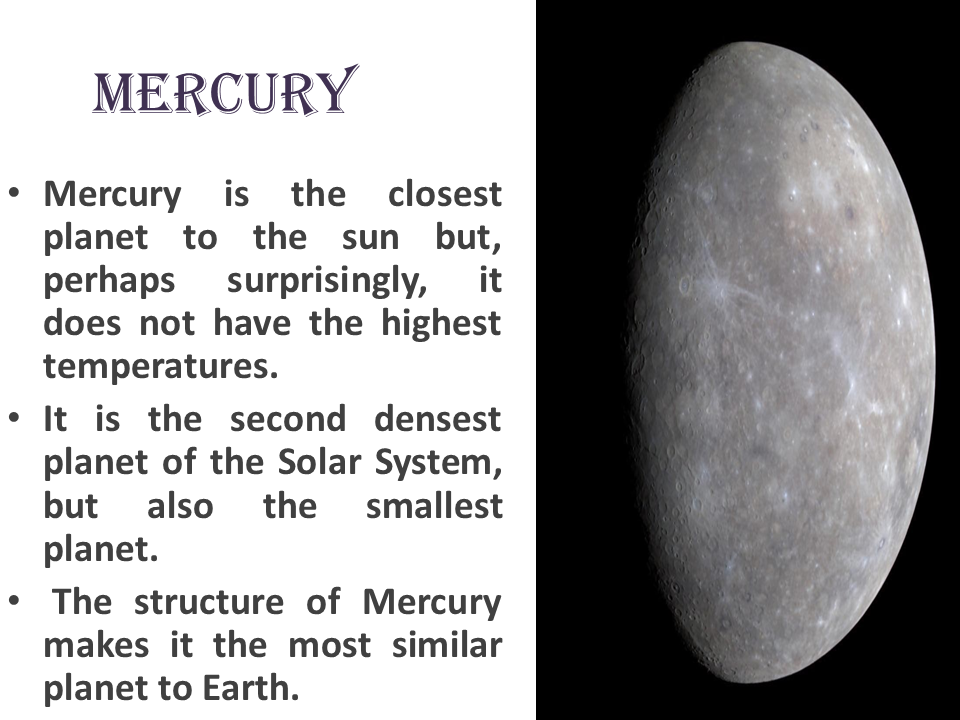 MERCURY
• Mercury is the closest
planet to the sun but,
perhaps surprisingly, it
does not have the highest
temperatures.
• It is the second densest
planet of the Solar System,
but also the smallest
planet.
• The structure of Mercury
makes it the most similar
planet to Earth.